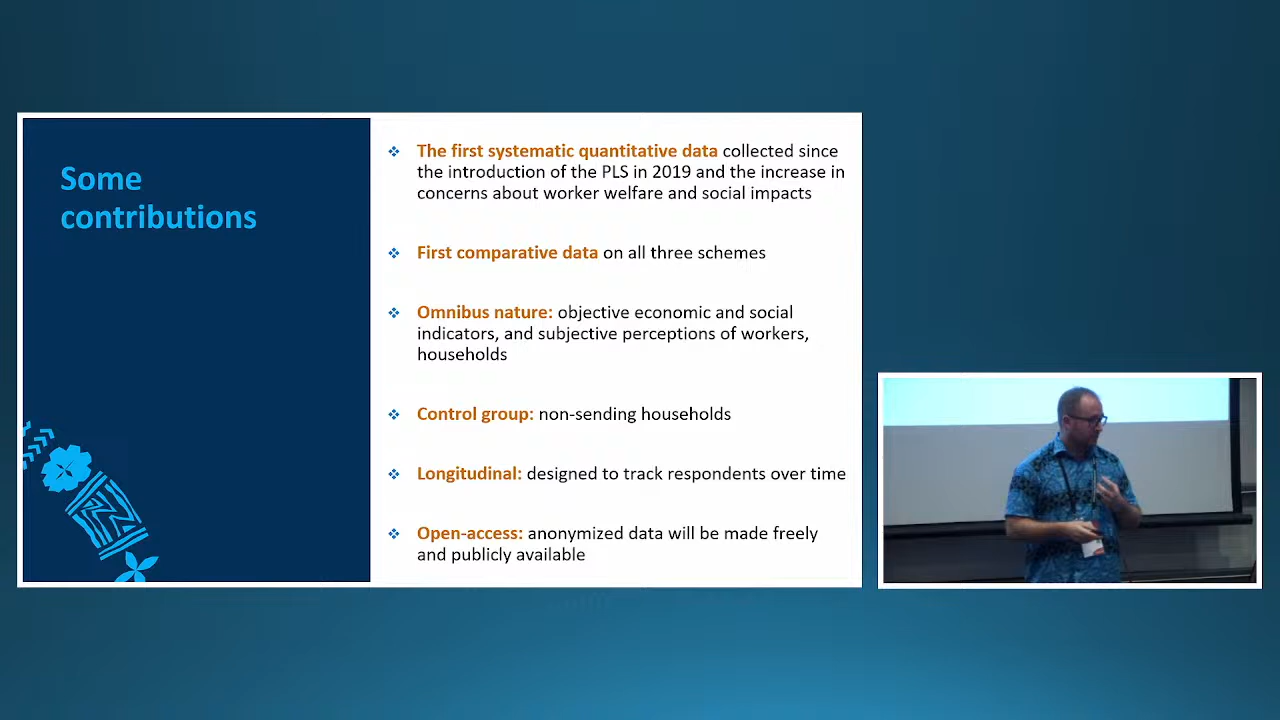 Some
contributions
The first systematic quantitative data collected since
the introduction of the PLS in 2019 and the increase in
concerns about worker welfare and social impacts
First comparative data on all three schemes
Omnibus nature: objective economic and social
indicators, and subjective perceptions of workers,
households
Control group: non-sending households
Longitudinal: designed to track respondents over time
Open-access: anonymized data will be made freely
and publicly available